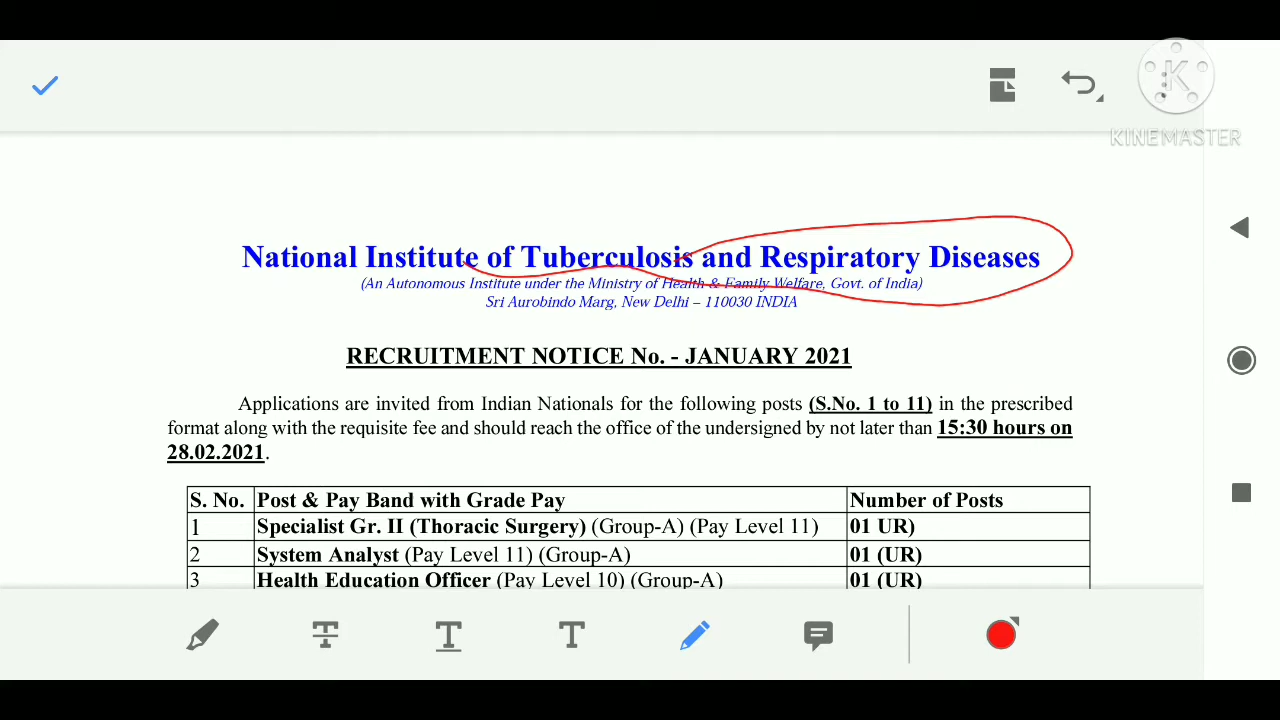 K
KINEMASTER
National Institute of Tuberculosis and Respiratory Diseases
(An Autonomous Institute under the Ministry of Health & Family Welfare, Govt. of India)
Sri Aurobindo Marg, New Delhi – 110030 INDIA
RECRUITMENT NOTICE No. - JANUARY 2021
Applications are invited from Indian Nationals for the following posts (S.No. 1 to 11) in the prescribed
format along with the requisite fee and should reach the office of the undersigned by not later than 15:30 hours on
28.02.2021.
S. No. Post & Pay Band with Grade Pay Number of Posts
1 Specialist Gr. II (Thoracic Surgery) (Group-A) (Pay Level 11) 01 UR)
2 System Analyst (Pay Level 11) (Group-A) 01 (UR)
3 Health Education Officer (Pay Level 10) (Group-A) 01 (UR)
T T T